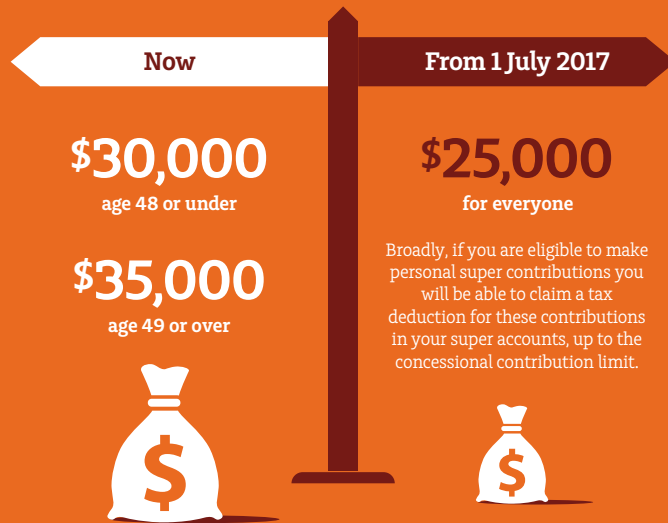 Now
$30,000
age 48 or under
$35,000
age 49 or over
$
From 1 July 2017
$25,000
for everyone
Broadly, if you are eligible to make
personal super contributions you
will be able to claim a tax
deduction for these contributions
in your super accounts, up to the
concessional contribution limit.
$